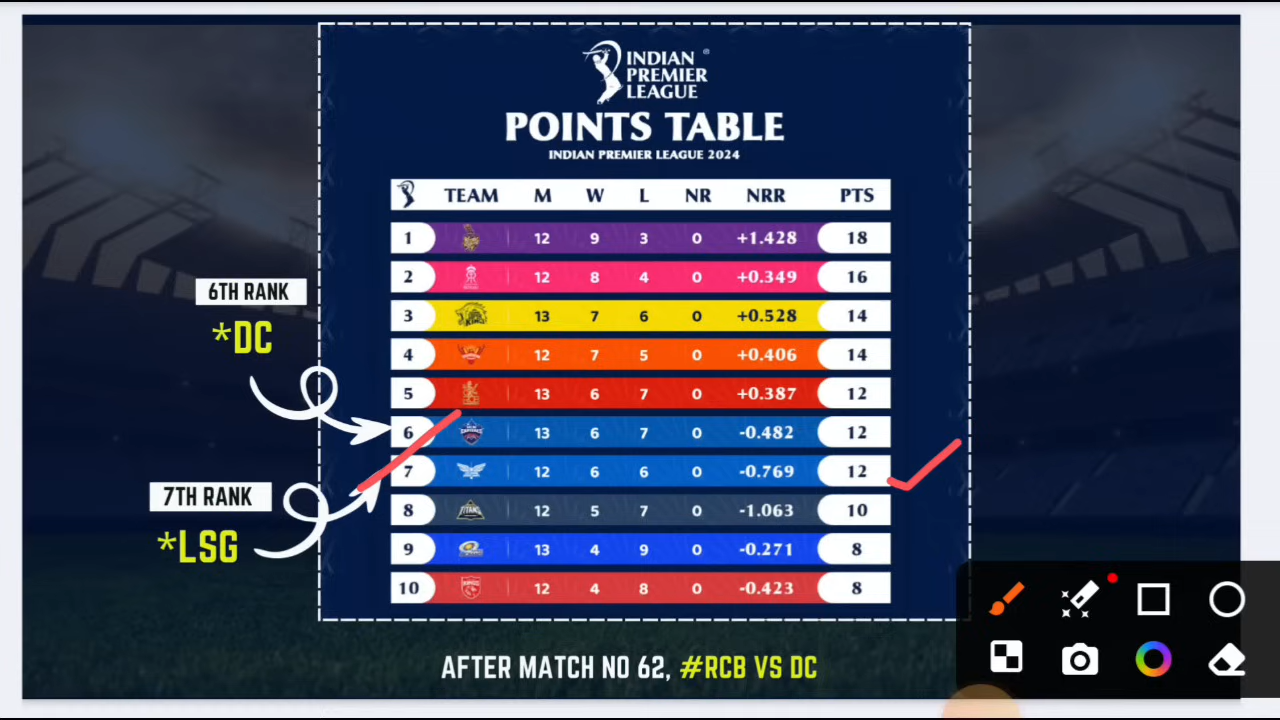 INDIAN
PREMIER
LEAGUE
POINTS TABLE
INDIAN PREMIER LEAGUE 2024
TEAM M W L NR NRR PTS
1 12 9 3 0 +1.428 18
2 12 8 4 0 +0.349 16
3 13 7 6 0 +0.528 14
4 12 7 5 0 +0.406 14
5 13 6 7 0 +0.387 12
6 13 6 7 0 -0.482 12
7 12 6 6 0 -0.769 12
8 12 5 7 0 -1.063 10
9 13 4 9 0 -0.271 8
10 12 4 8 0 -0.423 8
6TH RANK
*DC
7TH RANK
*LSG
AFTER MATCH NO 62, #RCB VS DC